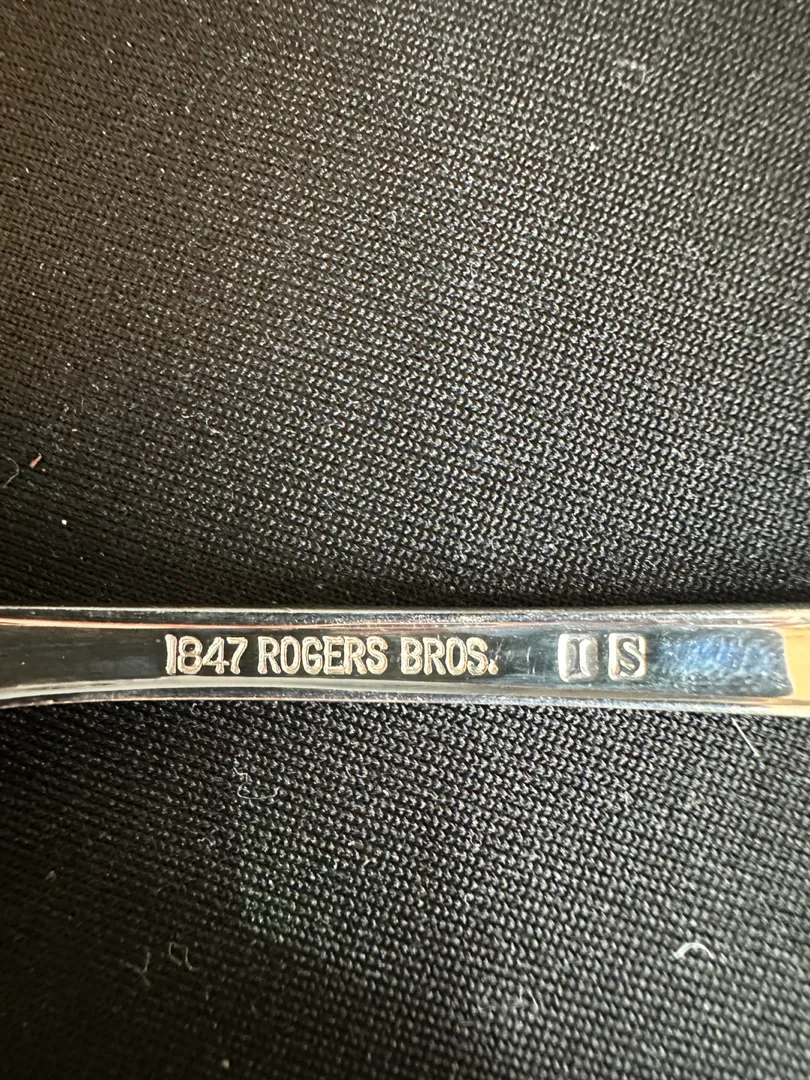 1847 ROGERS BROS. I S